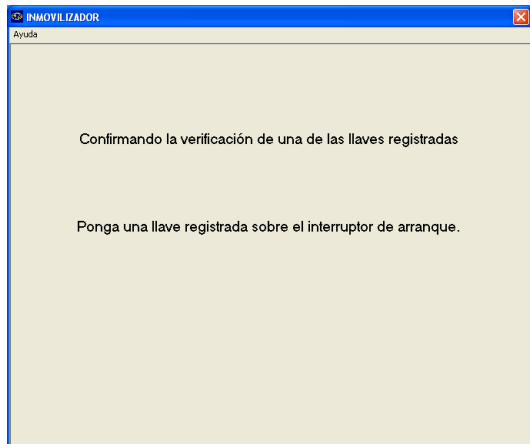 INMOVILIZADOR
Ayuda
Confirmando la verificación de una de las llaves registradas
Ponga una llave registrada sobre el interruptor de arranque.